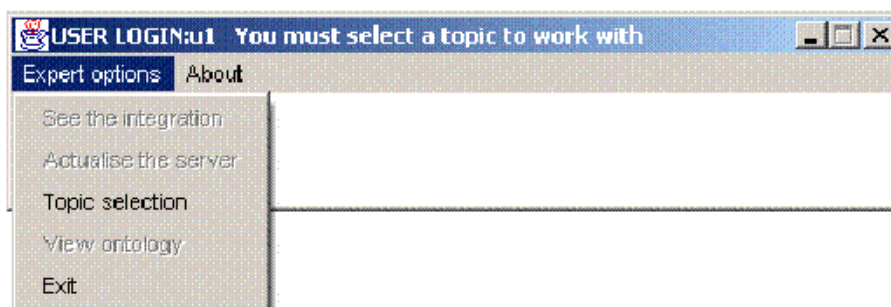 USER LOGIN:u1 You must select a topic to work with
Expert options About
See the integration
Actualise the server
Topic selection
View ontology
Exit